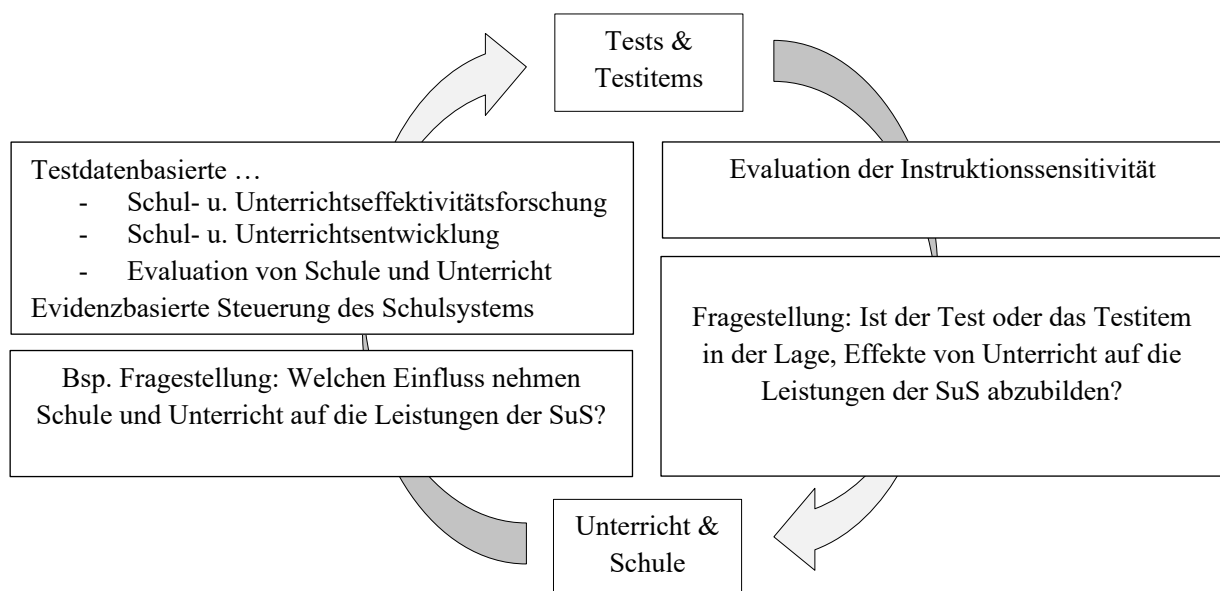 Tests &
Testitems
Testdatenbasierte …
- Schul- u. Unterrichtseffektivitätsforschung
- Schul- u. Unterrichtsentwicklung
- Evaluation von Schule und Unterricht
Evidenzbasierte Steuerung des Schulsystems
Bsp. Fragestellung: Welchen Einfluss nehmen
Schule und Unterricht auf die Leistungen der SuS?
Evaluation der Instruktionssensitivität
Fragestellung: Ist der Test oder das Testitem
in der Lage, Effekte von Unterricht auf die
Leistungen der SuS abzubilden?
Unterricht &
Schule